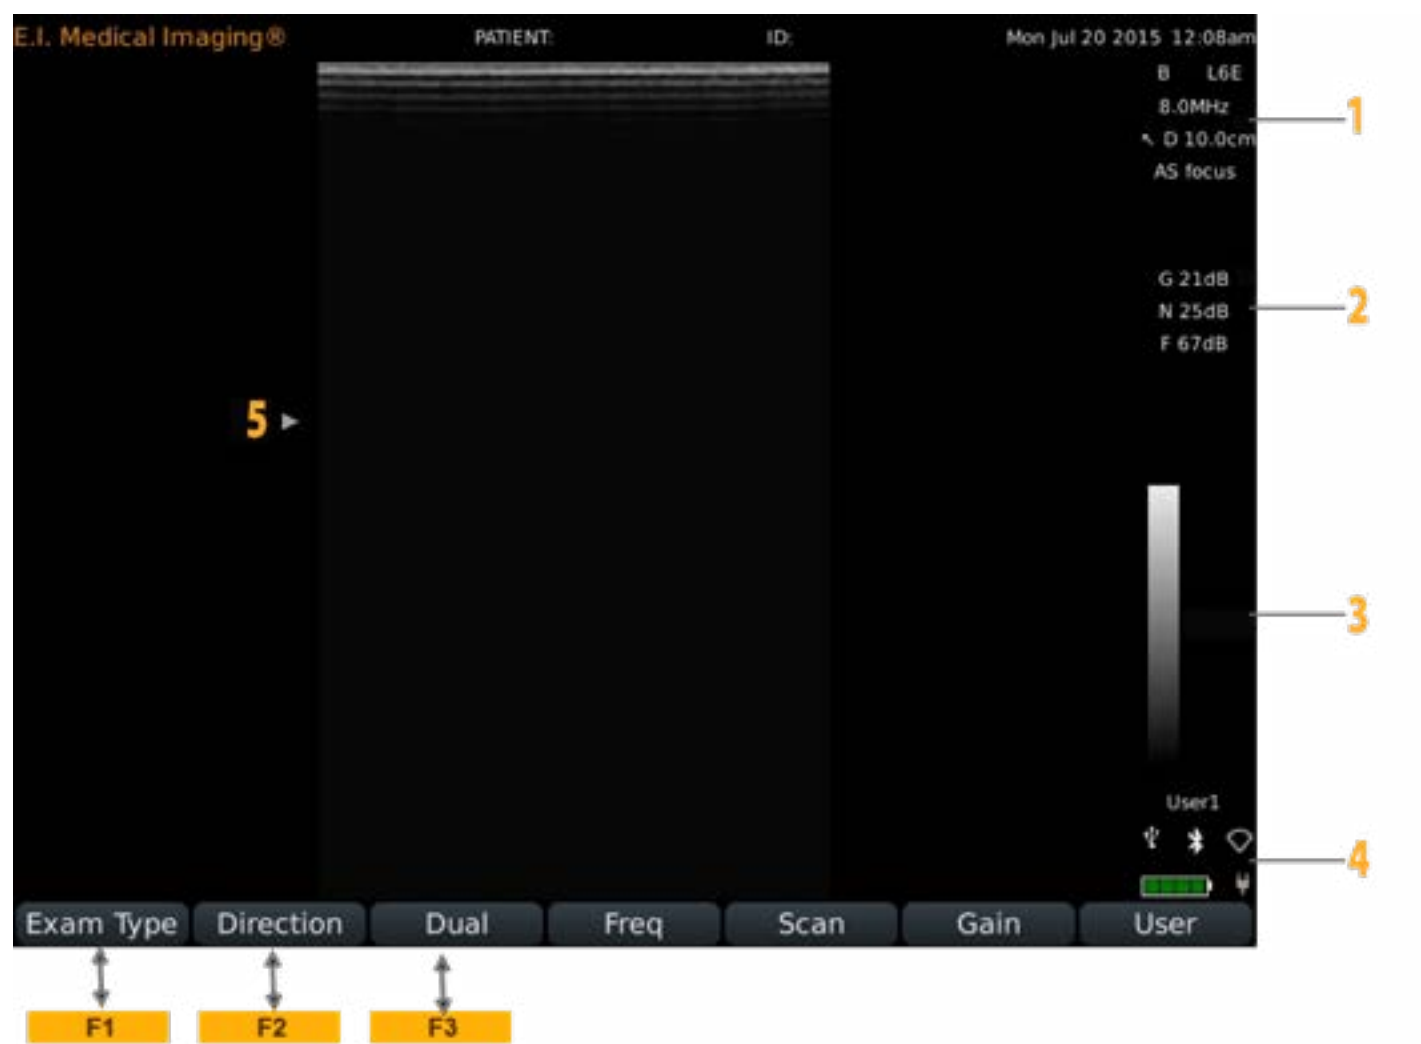 E.I. Medical Imaging® PATIENT: ID: Mon Jul 20 2015 12:08am
B L6E
8.0MHz
1
D 10.0cm
AS focus
G 21dB
N 25dB
2
F 67dB
5
3
User1
4
Exam Type Direction Dual Freq Scan Gain User
F1 F2 F3